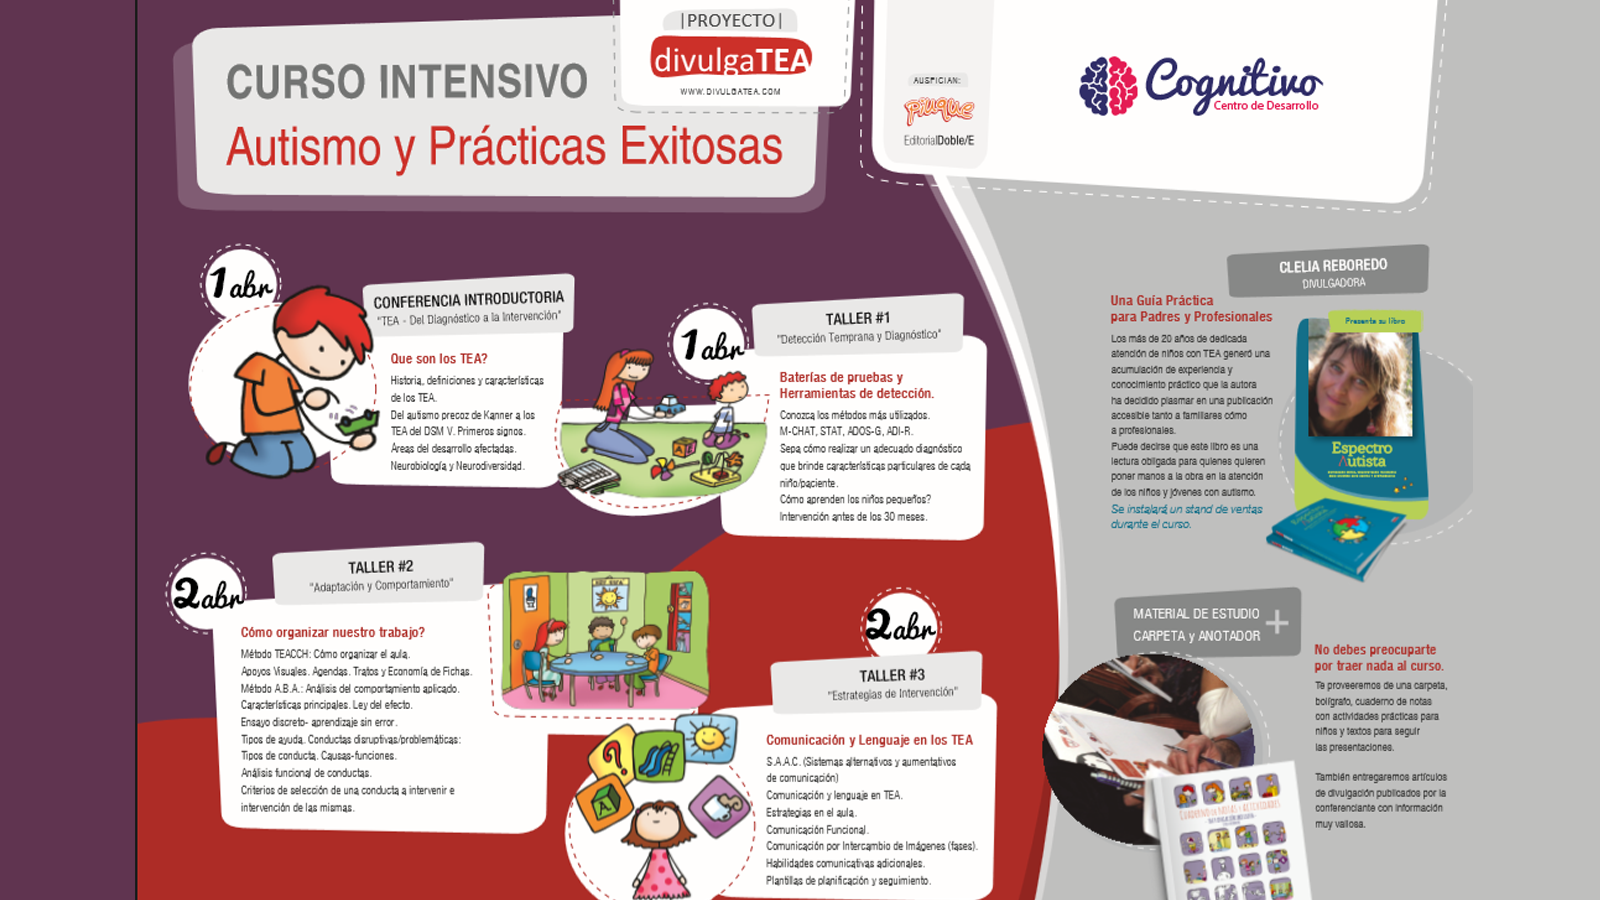 CURSO INTENSIVO
Autismo y Prácticas Exitosas
|PROYECTO|
divulgaTEA
WWW.DIVULGATEA.COM
AUSPICIAN:
Piuque
EditorialDoble/E
Cognitivo
Centro de Desarrollo
1 abr
CONFERENCIA INTRODUCTORIA
"TEA - Del Diagnóstico a la Intervención"
Que son los TEA?
Historia, definiciones y características
de los TEA.
Del autismo precoz de Kanner a los
TEA del DSM V. Primeros signos.
Áreas del desarrollo afectadas.
Neurobiología y Neurodiversidad.
1 abr
TALLER #1
"Detección Temprana y Diagnóstico"
Baterías de pruebas y
Herramientas de detección.
Conozca los métodos más utilizados.
M-CHAT, STAT, ADOS-G, ADI-R.
Sepa cómo realizar un adecuado diagnóstico
que brinde características particulares de cada
niño/paciente.
Cómo aprenden los niños pequeños?
Intervención antes de los 30 meses.
2 abr
TALLER #2
"Adaptación y Comportamiento"
Cómo organizar nuestro trabajo?
Método TEACCH: Cómo organizar el aula.
Apoyos Visuales. Agendas. Tratos y Economía de Fichas.
Método A.B.A.: Análisis del comportamiento aplicado.
Características principales. Ley del efecto.
Ensayo discreto- aprendizaje sin error.
Tipos de ayuda. Conductas disruptivas/problemáticas:
Tipos de conducta. Causas-funciones.
Análisis funcional de conductas.
Criterios de selección de una conducta a intervenir e
intervención de las mismas.
2 abr
TALLER #3
"Estrategias de Intervención"
Comunicación y Lenguaje en los TEA
S.A.A.C. (Sistemas alternativos y aumentativos
de comunicación)
Comunicación y lenguaje en TEA.
Estrategias en el aula.
Comunicación Funcional.
Comunicación por Intercambio de Imágenes (fases).
Habilidades comunicativas adicionales.
Plantillas de planificación y seguimiento.
CLELIA REBOREDO
DIVULGADORA
Una Guía Práctica
para Padres y Profesionales
Los más de 20 años de dedicada
atención de niños con TEA generó una
acumulación de experiencia y
conocimiento práctico que la autora
ha decidido plasmar en una publicación
accesible tanto a familiares cómo
a profesionales.
Puede decirse que este libro es una
lectura obligada para quienes quieren
poner manos a la obra en la atención
de los niños y jóvenes con autismo.
Se instalará un stand de ventas
durante el curso.
Presenta su libro
Espectro
Autista
MATERIAL DE ESTUDIO
CARPETA y ANOTADOR +
No debes preocuparte
por traer nada al curso.
Te proveeremos de una carpeta,
bolígrafo, cuaderno de notas
con actividades prácticas para
niños y textos para seguir
las presentaciones.
También entregaremos artículos
de divulgación publicados por la
conferenciante con información
muy valiosa.
CUADERNO DE NOTAS Y ACTIVIDADES